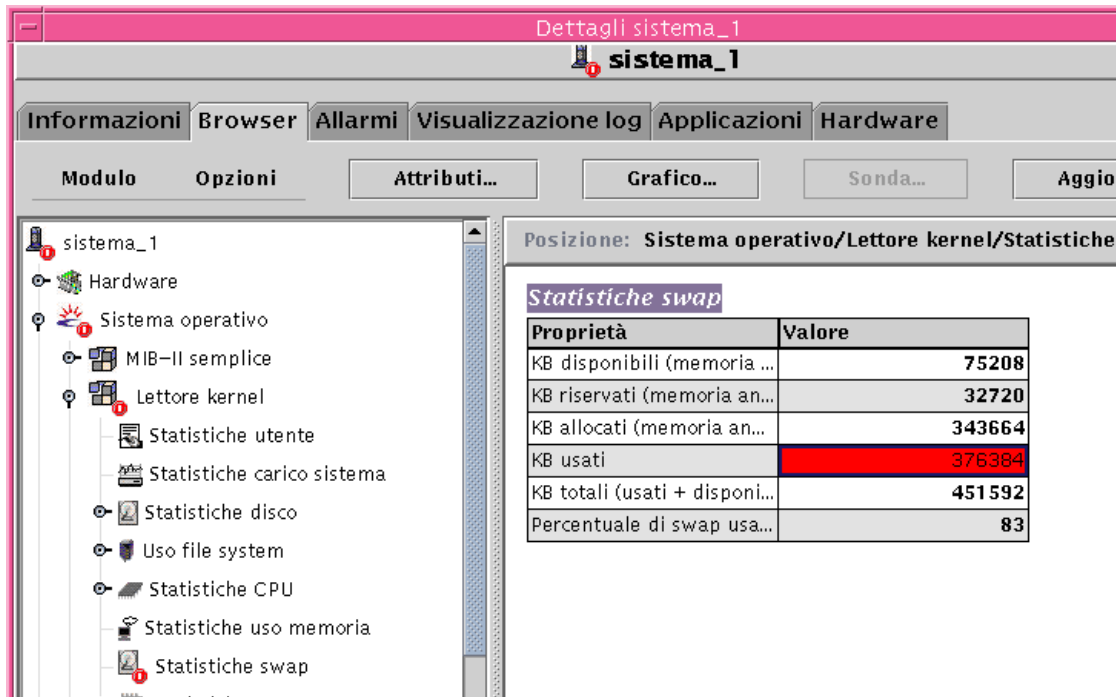 Dettagli sistema_1
sistema_1
Informazioni Browser Allarmi Visualizzazione log Applicazioni Hardware
Modulo Opzioni Attributi... Grafico... Sonda... Aggio
sistema_1
Hardware
Sistema operativo
MIB-II semplice
Lettore kernel
Statistiche utente
Statistiche carico sistema
Statistiche disco
Uso file system
Statistiche CPU
Statistiche uso memoria
Statistiche swap
Posizione: Sistema operativo/Lettore kernel/Statistiche
Statistiche swap
Proprietà Valore
KB disponibili (memoria ... 75208
KB riservati (memoria an... 32720
KB allocati (memoria an... 343664
KB usati 376384
KB totali (usati + disponi... 451592
Percentuale di swap usa... 83